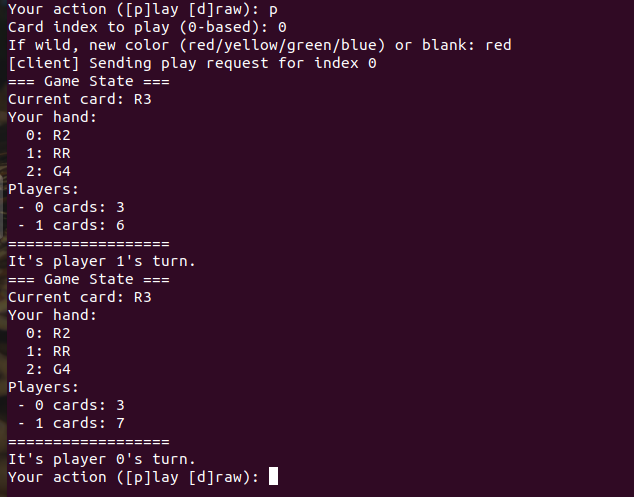 Your action ([p]lay [d]raw): p
Card index to play (0-based): 0
If wild, new color (red/yellow/green/blue) or blank: red
[client] Sending play request for index 0
=== Game State ===
Current card: R3
Your hand:
  0: R2
  1: RR
  2: G4
Players:
 - 0 cards: 3
 - 1 cards: 6
==================
It's player 1's turn.
=== Game State ===
Current card: R3
Your hand:
  0: R2
  1: RR
  2: G4
Players:
 - 0 cards: 3
 - 1 cards: 7
==================
It's player 0's turn.
Your action ([p]lay [d]raw):